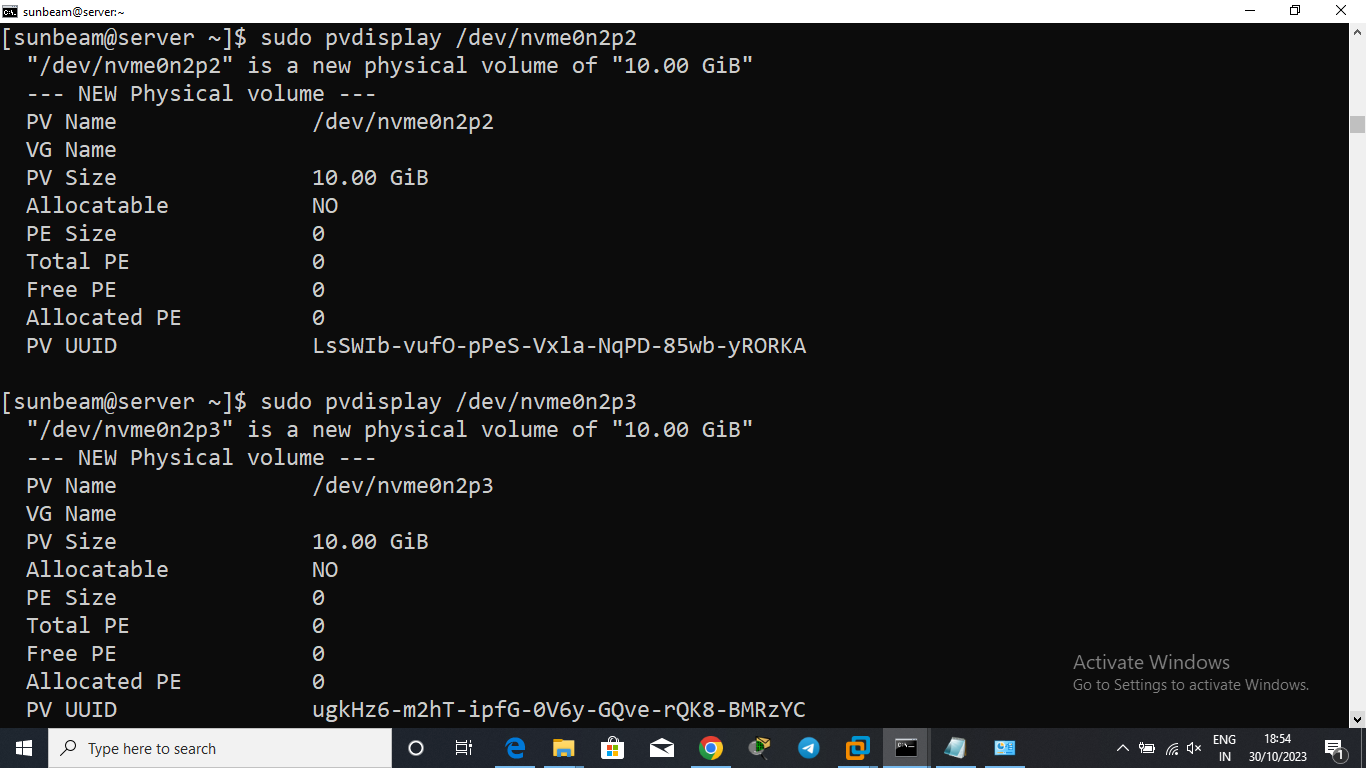 sunbeam@server:~
[sunbeam@server ~]$ sudo pvdisplay /dev/nvme0n2p2
"/dev/nvme0n2p2" is a new physical volume of "10.00 GiB"
--- NEW Physical volume ---
PV Name /dev/nvme0n2p2
VG Name
PV Size 10.00 GiB
Allocatable NO
PE Size 0
Total PE 0
Free PE 0
Allocated PE 0
PV UUID LsSWIb-vufO-pPeS-Vxla-NqPD-85wb-yRORKA
[sunbeam@server ~]$ sudo pvdisplay /dev/nvme0n2p3
"/dev/nvme0n2p3" is a new physical volume of "10.00 GiB"
--- NEW Physical volume ---
PV Name /dev/nvme0n2p3
VG Name
PV Size 10.00 GiB
Allocatable NO
PE Size 0
Total PE 0
Free PE 0
Allocated PE 0
PV UUID ugkHz6-m2hT-ipfG-0V6y-GQve-rQK8-BMRzYC
Activate Windows
Go to Settings to activate Windows.
Type here to search
ENG
IN
18:54
30/10/2023
1